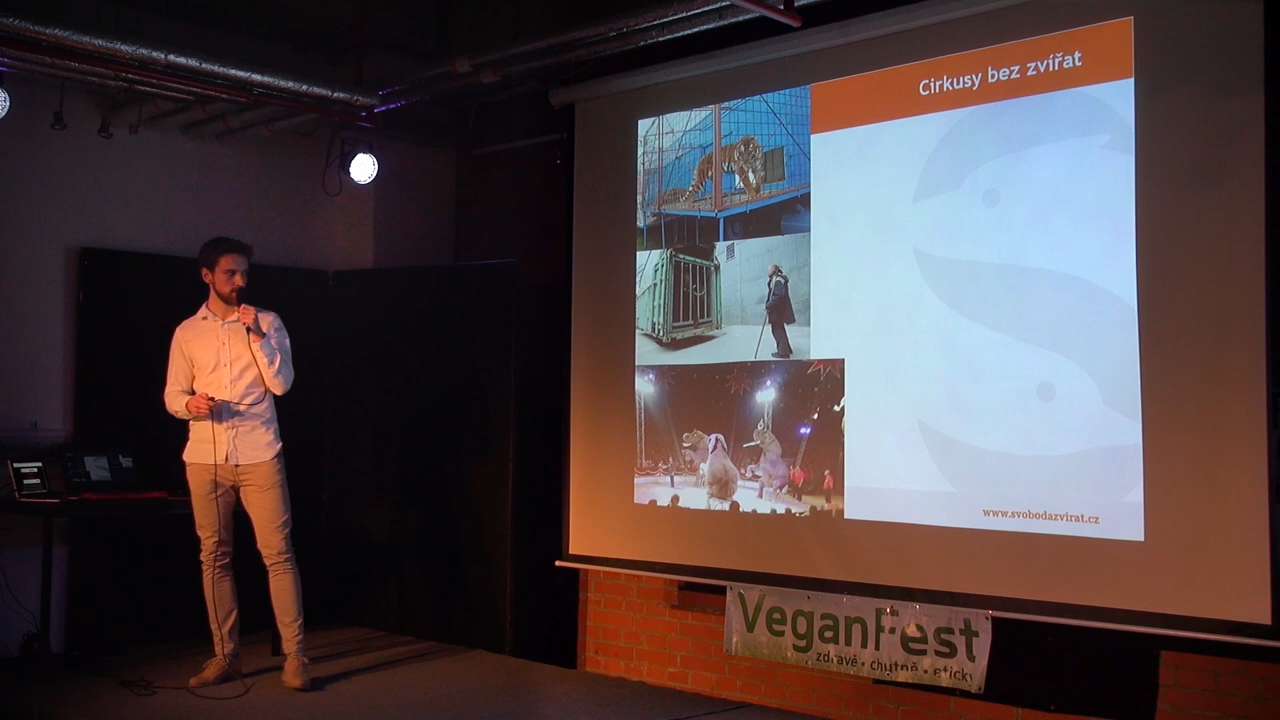 Cirkusy bez zvířat
www.svobodazvirat.cz
VeganFest
zdravě • chutně • eticky